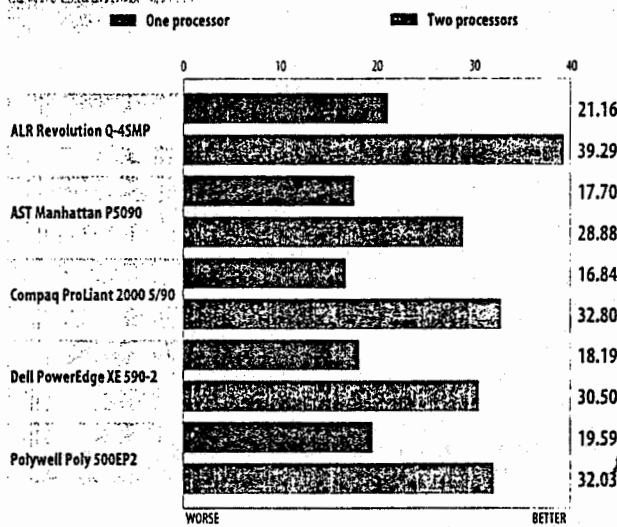 One processor Two processors
0 10 20 30 40
21.16
ALR Revolution Q-4SMP
39.29
17.70
AST Manhattan P5090
28.88
16.84
Compaq ProLiant 2000 5/90
32.80
18.19
Dell PowerEdge XE 590-2
30.50
19.59
Polywell Poly 500EP2
32.03
WORSE BETTER